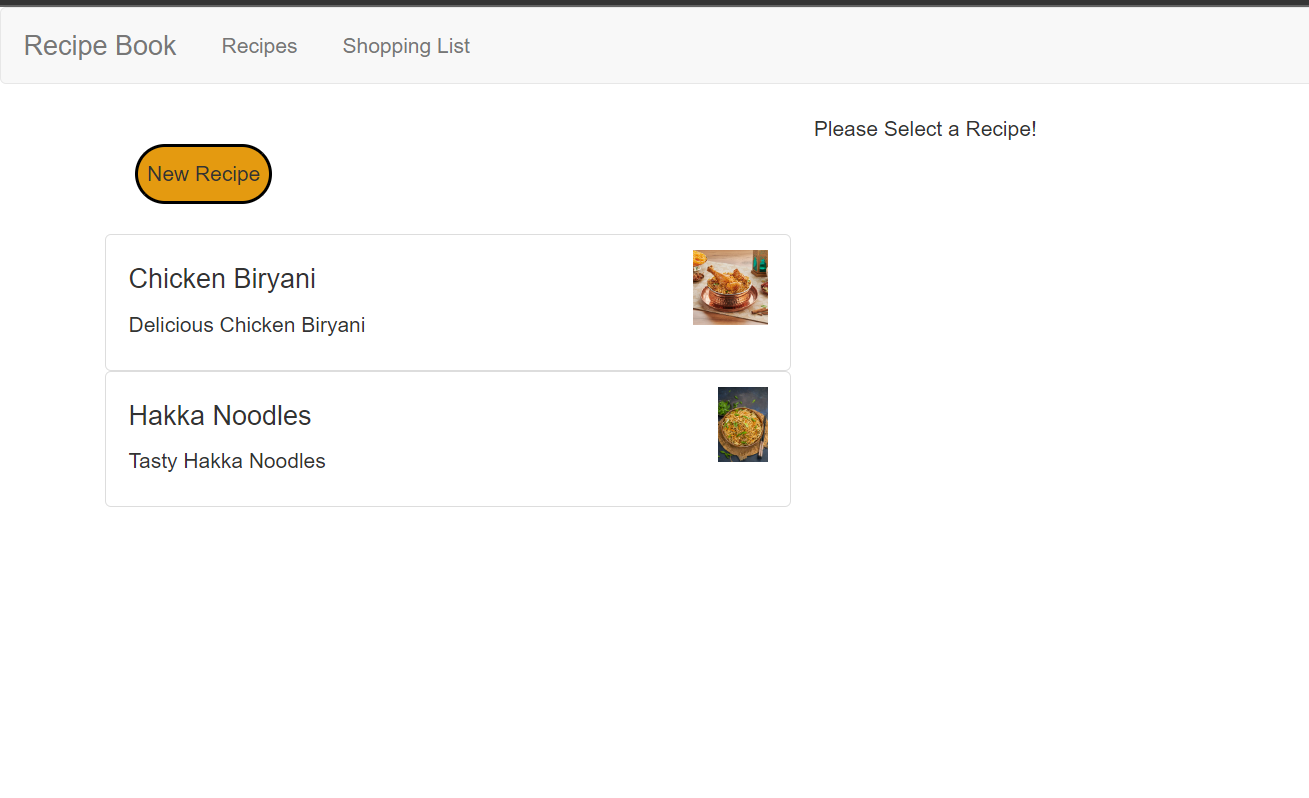 Recipe Book Recipes Shopping List
Please Select a Recipe!
New Recipe
Chicken Biryani
Delicious Chicken Biryani
Hakka Noodles
Tasty Hakka Noodles